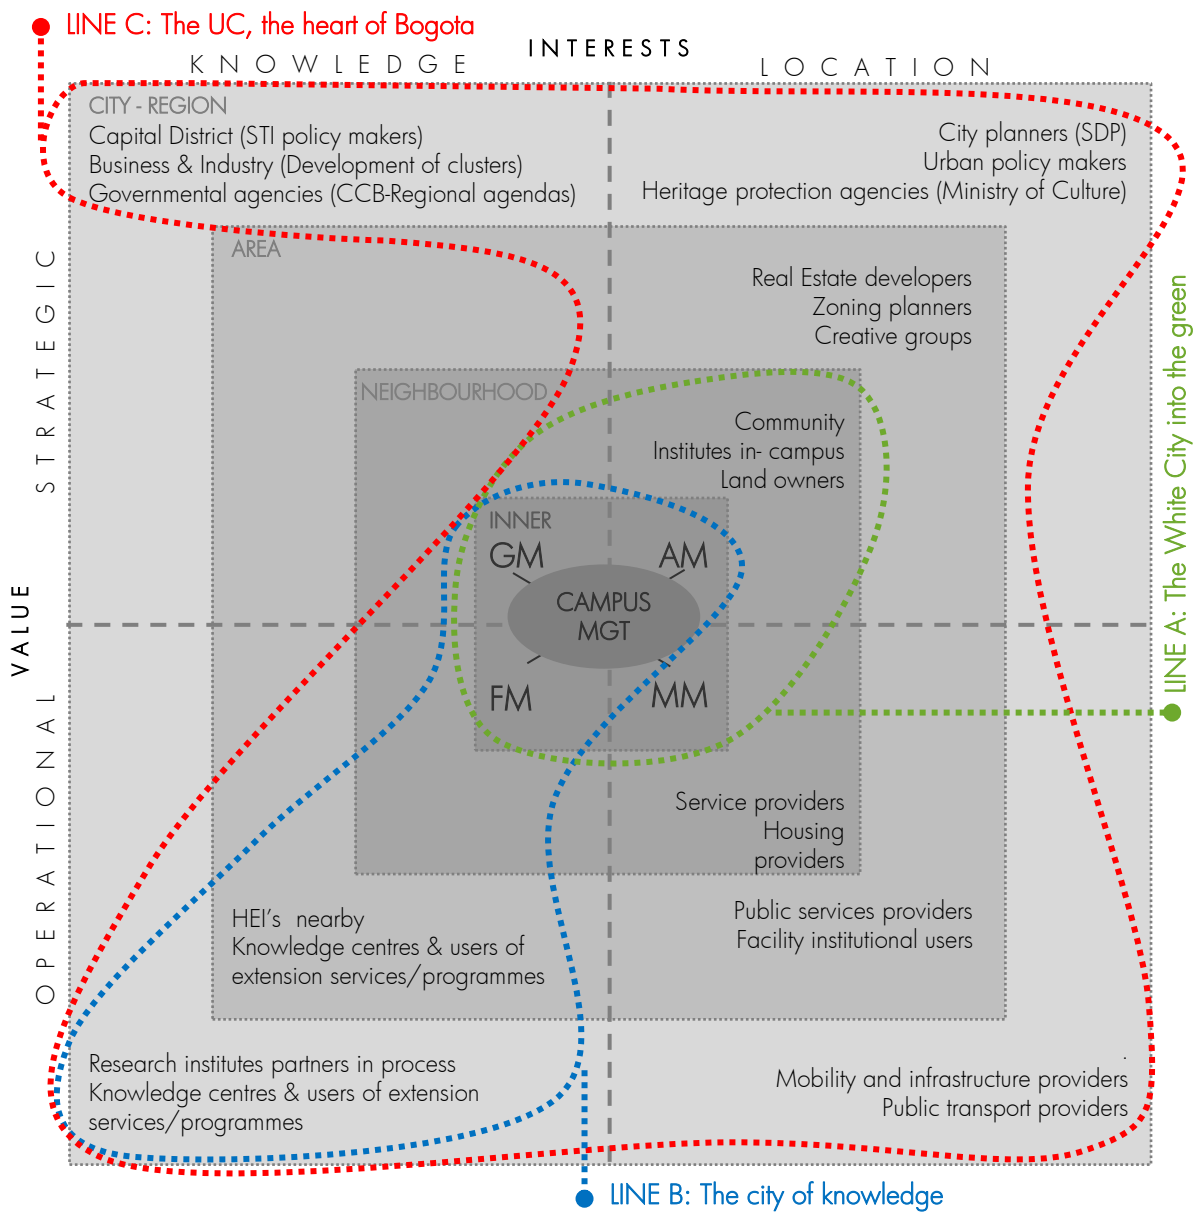 LINE C: The UC, the heart of Bogota
INTERESTS
KNOWLEDGE
LOCATION
CITY - REGION
Capital District (STI policy makers)
Business & Industry (Development of clusters)
Governmental agencies (CCB-Regional agendas)
City planners (SDP)
Urban policy makers
Heritage protection agencies (Ministry of Culture)
AREA
Real Estate developers
Zoning planners
Creative groups
NEIGHBOURHOOD
Community
Institutes in- campus
Land owners
INNER
GM
AM
CAMPUS
MGT
FM
MM
STRATEGIC
VALUE
OPERATIONAL
LINE A: The White City into the green
Service providers
Housing
providers
HEI's nearby
Knowledge centres & users of
extension services/programmes
Public services providers
Facility institutional users
Research institutes partners in process
Knowledge centres & users of extension
services/programmes
Mobility and infrastructure providers
Public transport providers
LINE B: The city of knowledge